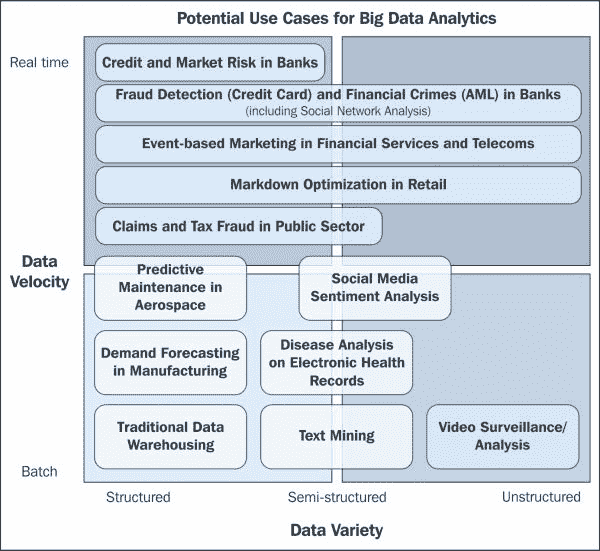 Potential Use Cases for Big Data Analytics
Real time
Credit and Market Risk in Banks
Fraud Detection (Credit Card) and Financial Crimes (AML) in Banks
(including Social Network Analysis)
Event-based Marketing in Financial Services and Telecoms
Markdown Optimization in Retail
Claims and Tax Fraud in Public Sector
Data
Velocity
Predictive
Maintenance in
Aerospace
Social Media
Sentiment Analysis
Demand Forecasting
in Manufacturing
Disease Analysis
on Electronic Health
Records
Traditional Data
Warehousing
Text Mining
Video Surveillance/
Analysis
Batch
Structured
Semi-structured
Unstructured
Data Variety